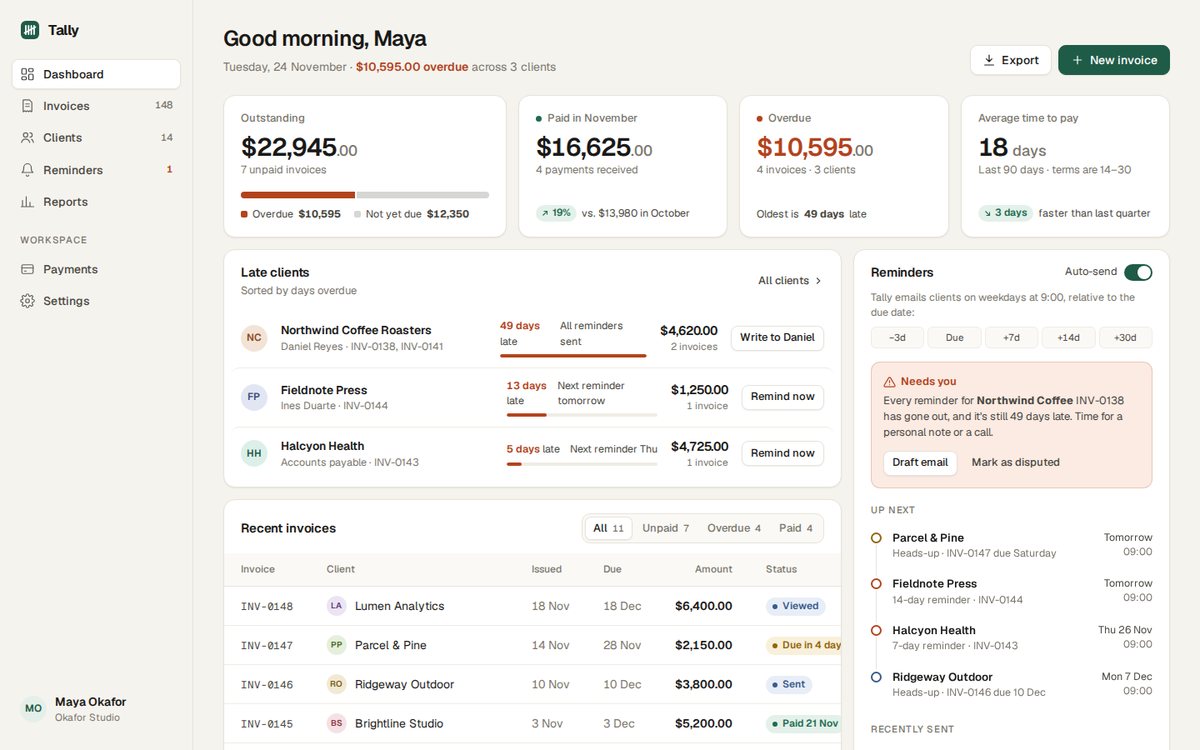 Tally
Dashboard
Invoices 148
Clients 14
Reminders 1
Reports
WORKSPACE
Payments
Settings
MO
Maya Okafor
Okafor Studio
Good morning, Maya
Tuesday, 24 November · $10,595.00 overdue across 3 clients
Export
New invoice
Outstanding
$22,945.00
7 unpaid invoices
Overdue $10,595 Not yet due $12,350
Paid in November
$16,625.00
4 payments received
19% vs. $13,980 in October
Overdue
$10,595.00
4 invoices · 3 clients
Oldest is 49 days late
Average time to pay
18 days
Last 90 days · terms are 14–30
3 days faster than last quarter
Late clients
Sorted by days overdue
All clients
NC
Northwind Coffee Roasters
Daniel Reyes · INV-0138, INV-0141
49 days late
All reminders sent
$4,620.00
2 invoices
Write to Daniel
FP
Fieldnote Press
Ines Duarte · INV-0144
13 days late
Next reminder tomorrow
$1,250.00
1 invoice
Remind now
HH
Halcyon Health
Accounts payable · INV-0143
5 days late Next reminder Thu
$4,725.00
1 invoice
Remind now
Recent invoices
All 11 Unpaid 7 Overdue 4 Paid 4
Invoice Client Issued Due Amount Status
INV-0148 LA Lumen Analytics 18 Nov 18 Dec $6,400.00 Viewed
INV-0147 PP Parcel & Pine 14 Nov 28 Nov $2,150.00 Due in 4 day
INV-0146 RO Ridgeway Outdoor 10 Nov 10 Dec $3,800.00 Sent
INV-0145 BS Brightline Studio 3 Nov 3 Dec $5,200.00 Paid 21 Nov
Reminders
Auto-send
Tally emails clients on weekdays at 9:00, relative to the
due date:
−3d Due +7d +14d +30d
Needs you
Every reminder for Northwind Coffee INV-0138
has gone out, and it's still 49 days late. Time for a
personal note or a call.
Draft email Mark as disputed
UP NEXT
Parcel & Pine Tomorrow
Heads-up · INV-0147 due Saturday 09:00
Fieldnote Press Tomorrow
14-day reminder · INV-0144 09:00
Halcyon Health Thu 26 Nov
7-day reminder · INV-0143 09:00
Ridgeway Outdoor Mon 7 Dec
Heads-up · INV-0146 due 10 Dec 09:00
RECENTLY SENT